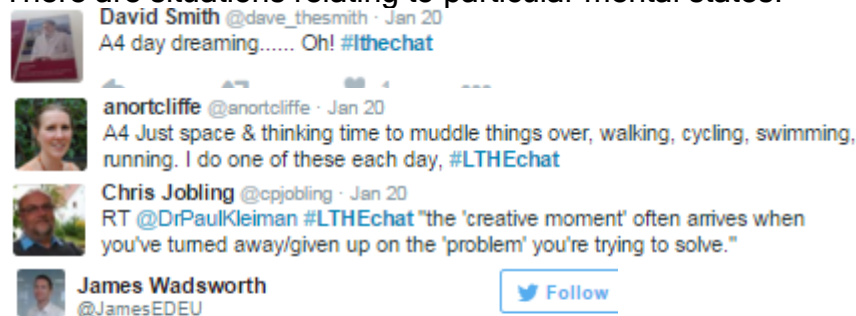 There are situations relating to particular mental states.
David Smith @dave_thesmith · Jan 20
A4 day dreaming...... Oh! #lthechat
anortcliffe @anortcliffe · Jan 20
A4 Just space & thinking time to muddle things over, walking, cycling, swimming,
running. I do one of these each day, #LTHEchat
Chris Jobling @cpjobling · Jan 20
RT @DrPaulKleiman #LTHEchat "the 'creative moment' often arrives when
you've turned away/given up on the 'problem' you're trying to solve."
James Wadsworth
@JamesEDEU
Follow